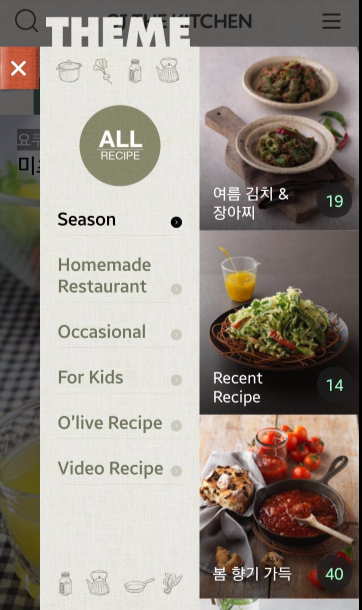 THE KITCHEN
THEME
ALL
RECIPE
Season
Homemade
Restaurant
Occasional
For Kids
O'live Recipe
Video Recipe
여름 김치 &
장아찌
19
Recent
Recipe
14
봄 향기 가득
40